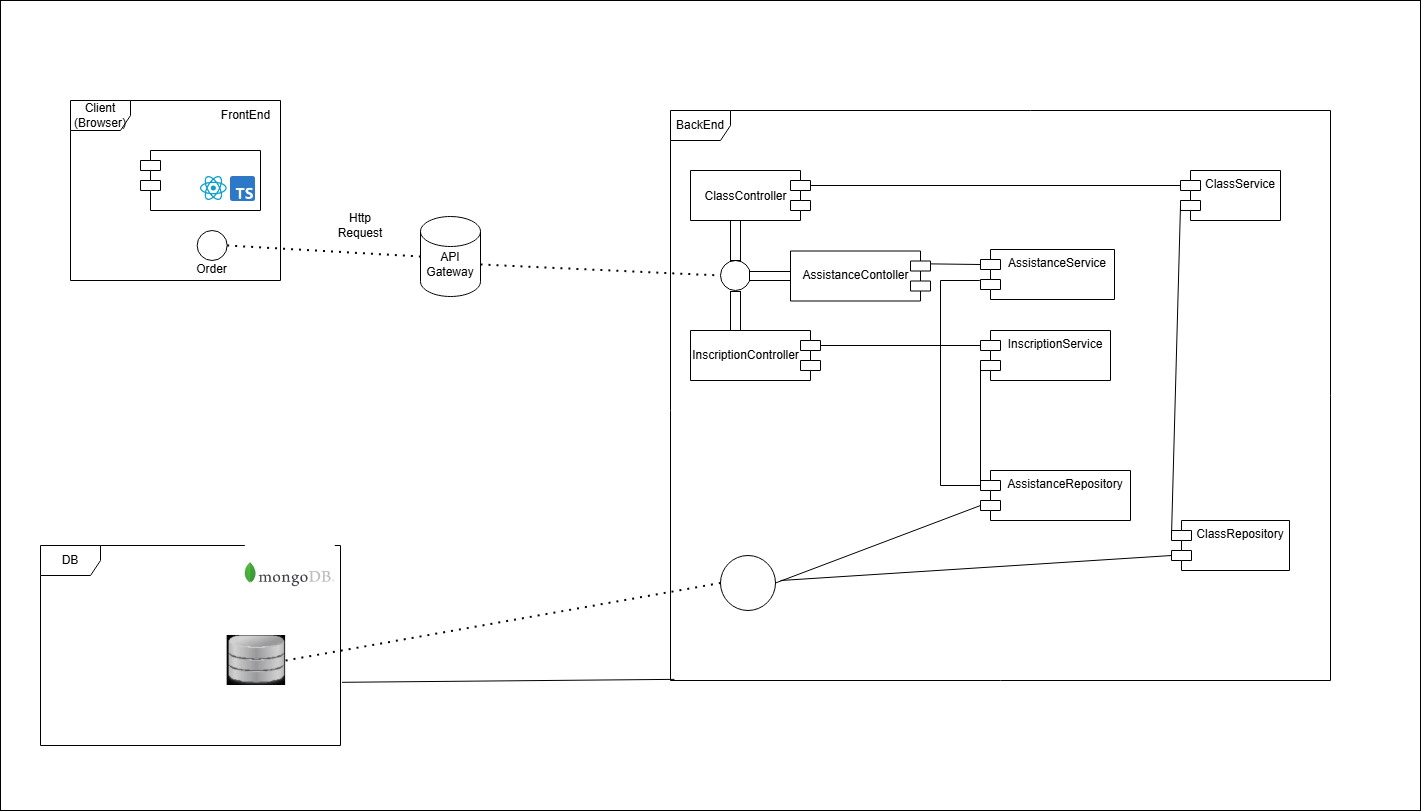 Client
(Browser)
FrontEnd
TS
Order
Http
Request
API
Gateway
BackEnd
ClassController
ClassService
AssistanceContoller
AssistanceService
InscriptionController
InscriptionService
AssistanceRepository
ClassRepository
DB
mongoDB.